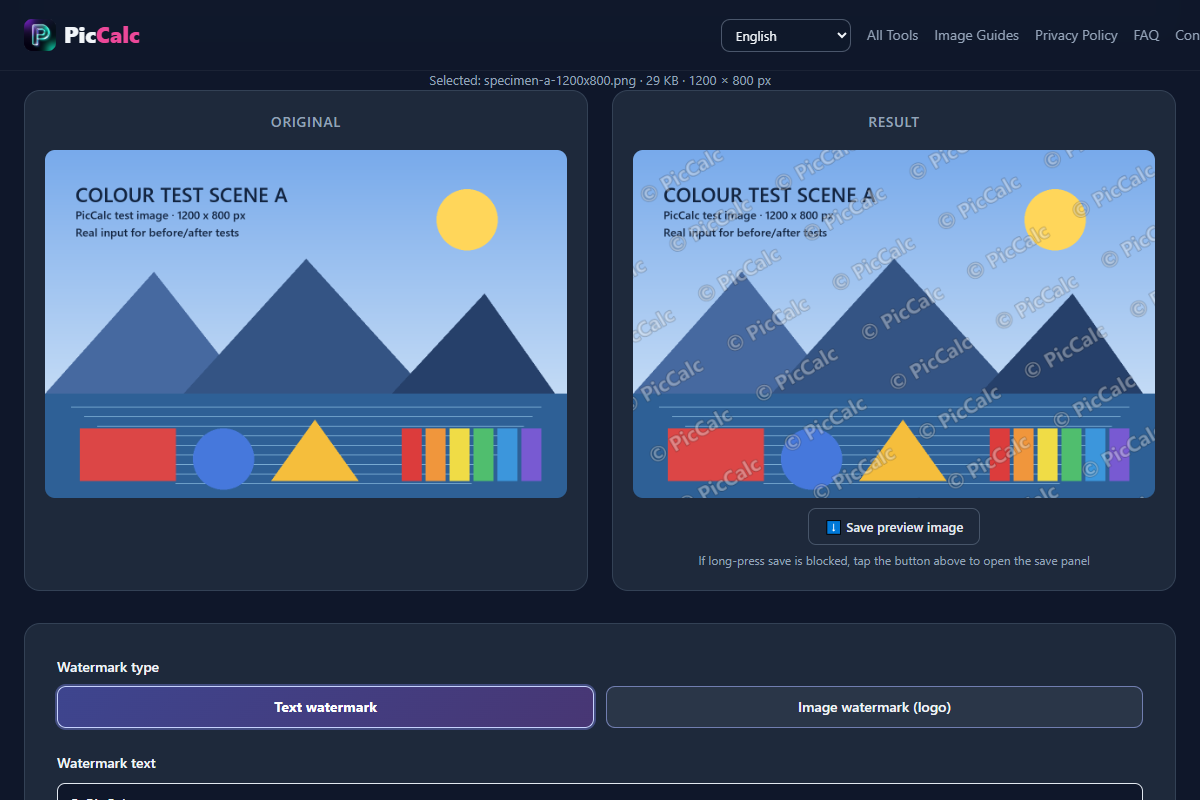 PicCalc
English
All Tools
Image Guides
Privacy Policy
FAQ
Selected: specimen-a-1200x800.png · 29 KB · 1200 × 800 px
ORIGINAL
COLOUR TEST SCENE A
PicCalc test image · 1200 x 800 px
Real input for before/after tests
RESULT
COLOUR TEST SCENE A
PicCalc test image · 1200 x 800 px
Real input for before/after tests
© PicCalc
Save preview image
If long-press save is blocked, tap the button above to open the save panel
Watermark type
Text watermark
Image watermark (logo)
Watermark text